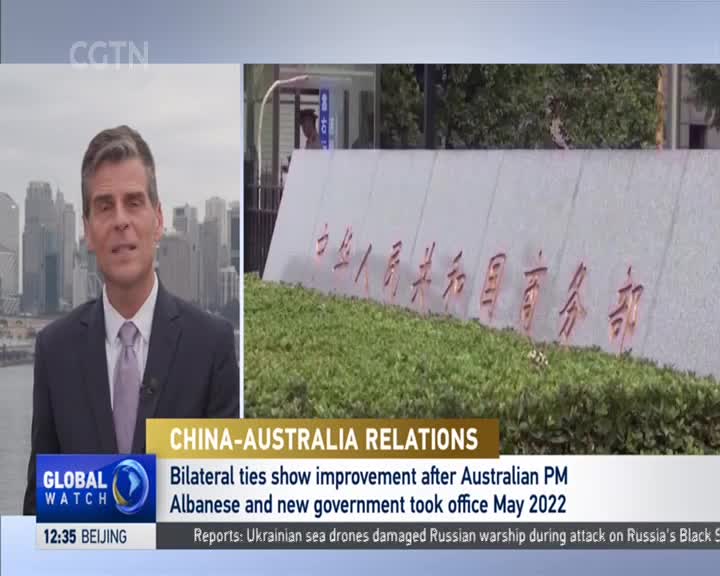 CGTN
中华人民共和国商务部
CHINA-AUSTRALIA RELATIONS
Bilateral ties show improvement after Australian PM
Albanese and new government took office May 2022
GLOBAL
WATCH
12:35 BEIJING
Reports: Ukrainian sea drones damaged Russian warship during attack on Russia's Black S